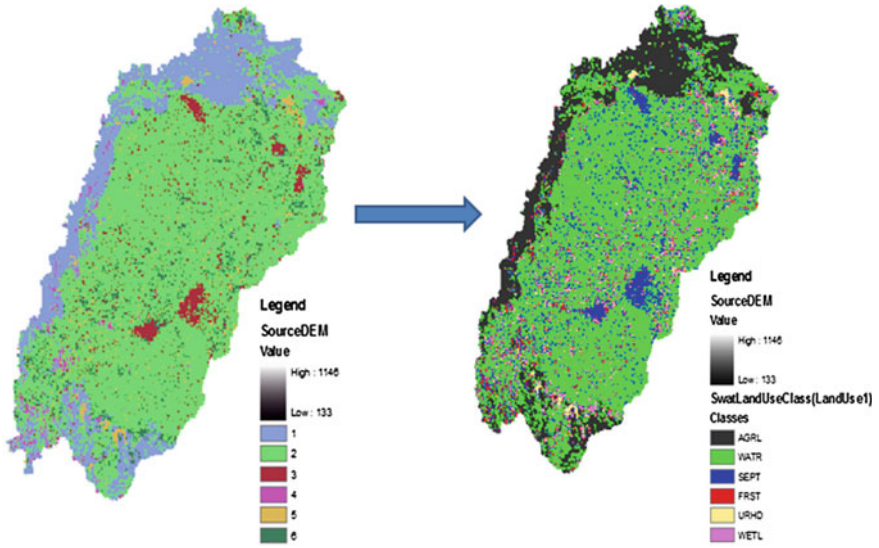 Legend
SourceDEM
Value
High : 1146
Low : 133
1
2
3
4
5
6
Legend
SourceDEM
Value
High : 1146
Low : 133
SwatLandUseClass(LandUse1)
Classes
AGRL
WATR
SEPT
FRST
URHD
WETL